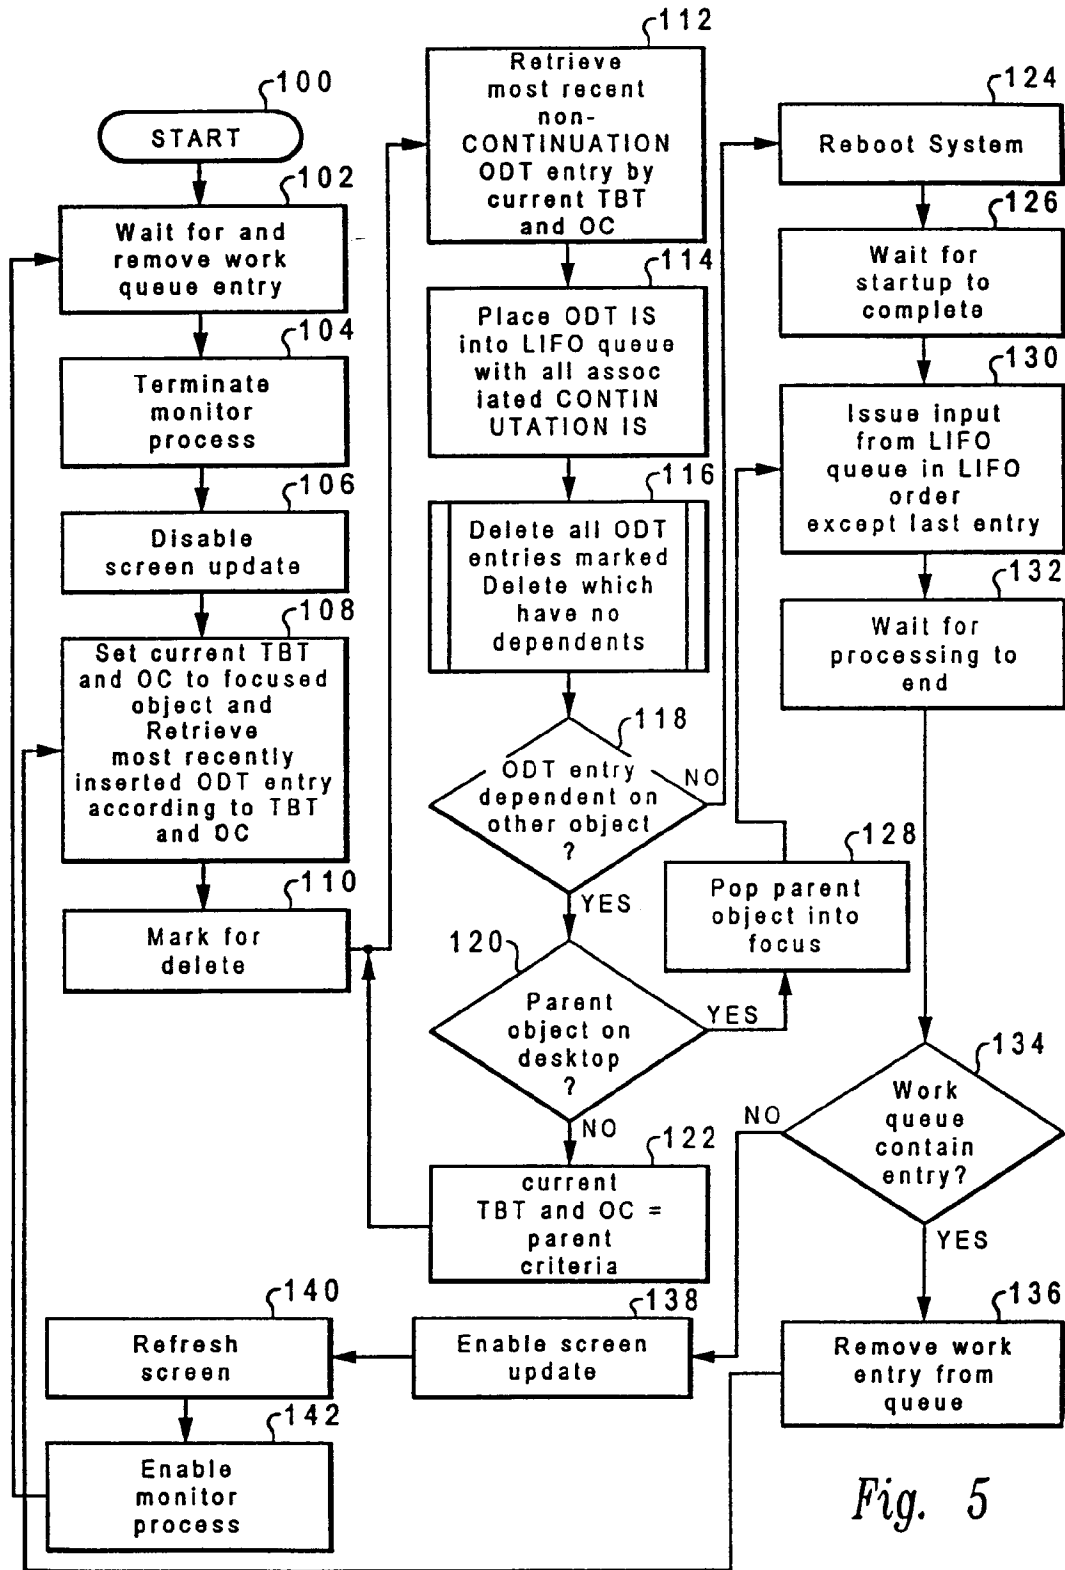 100
START
102
Wait for and
remove work
queue entry
104
Terminate
monitor
process
106
Disable
screen update
108
Set current TBT
and OC to focused
object and
Retrieve
most recently
inserted ODT entry
according to TBT
and OC
110
Mark for
delete
112
Retrieve
most recent
non-
CONTINUATION
ODT entry by
current TBT
and OC
114
Place ODT IS
into LIFO queue
with all assoc
iated CONTIN
UTATION IS
116
Delete all ODT
entries marked
Delete which
have no
dependents
118
ODT entry
dependent on
other object
?
NO
YES
120
Parent
object on
desktop
?
YES
NO
122
current
TBT and OC =
parent
criteria
124
Reboot System
126
Wait for
startup to
complete
128
Pop parent
object into
focus
130
Issue input
from LIFO
queue in LIFO
order
except last entry
132
Wait for
processing to
end
134
Work
queue
contain
entry?
NO
YES
136
Remove work
entry from
queue
138
Enable screen
update
140
Refresh
screen
142
Enable
monitor
process
Fig. 5